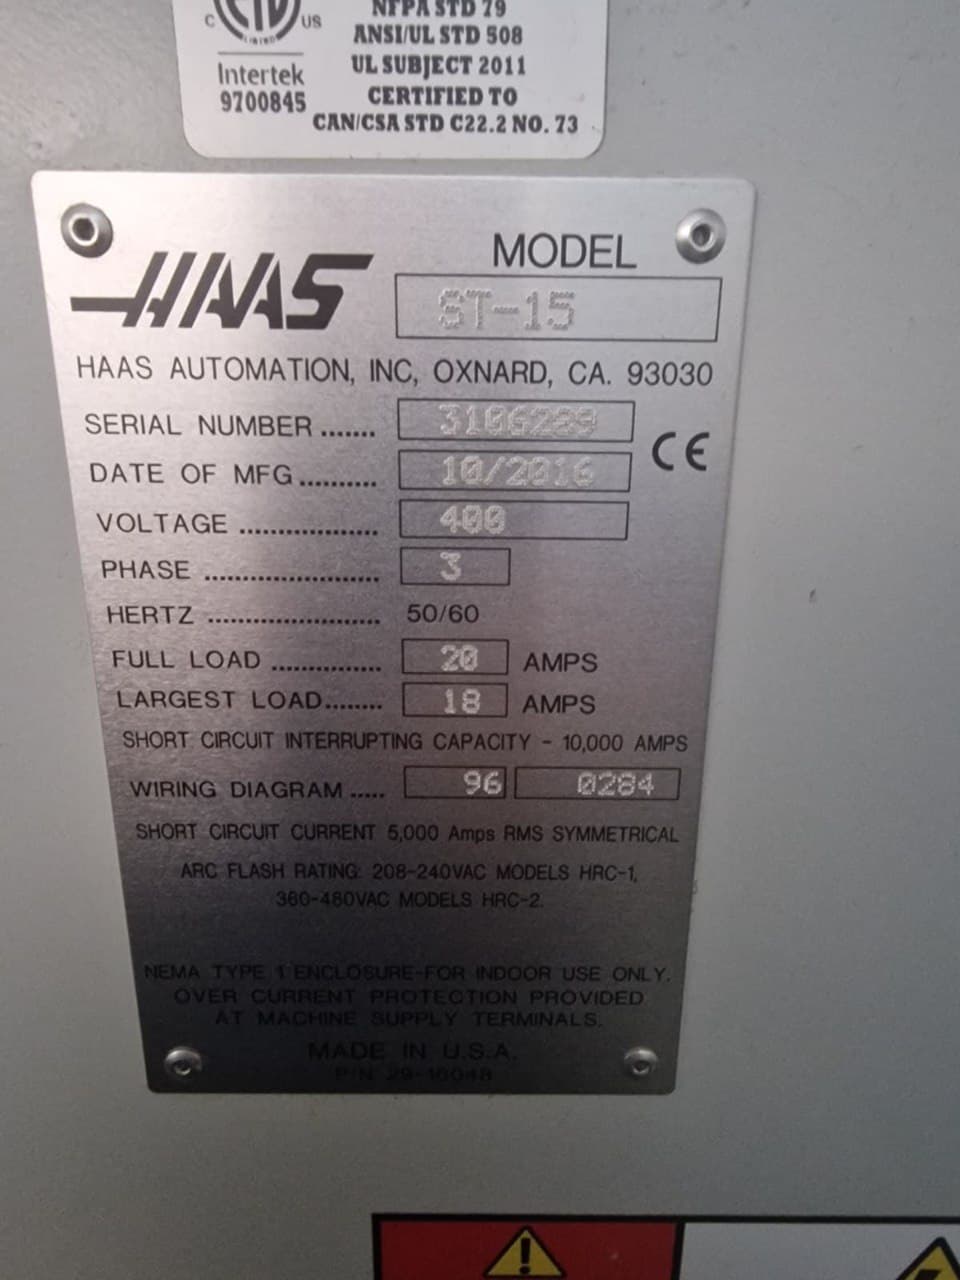 C ETL US
LISTED
Intertek
9700845
NFPA STD 79
ANSI/UL STD 508
UL SUBJECT 2011
CERTIFIED TO
CAN/CSA STD C22.2 NO. 73
HAAS
MODEL
ST-15
HAAS AUTOMATION, INC, OXNARD, CA. 93030
SERIAL NUMBER ....... 3106289
DATE OF MFG .......... 10/2016
CE
VOLTAGE .................. 400
PHASE ....................... 3
HERTZ ....................... 50/60
FULL LOAD ............... 20 AMPS
LARGEST LOAD........ 18 AMPS
SHORT CIRCUIT INTERRUPTING CAPACITY - 10,000 AMPS
WIRING DIAGRAM ..... 96 0284
SHORT CIRCUIT CURRENT 5,000 Amps RMS SYMMETRICAL
ARC FLASH RATING: 208-240VAC MODELS HRC-1,
380-480VAC MODELS HRC-2.
NEMA TYPE 1 ENCLOSURE-FOR INDOOR USE ONLY.
OVER CURRENT PROTECTION PROVIDED
AT MACHINE SUPPLY TERMINALS.
MADE IN U.S.A.
P/N 29-16048